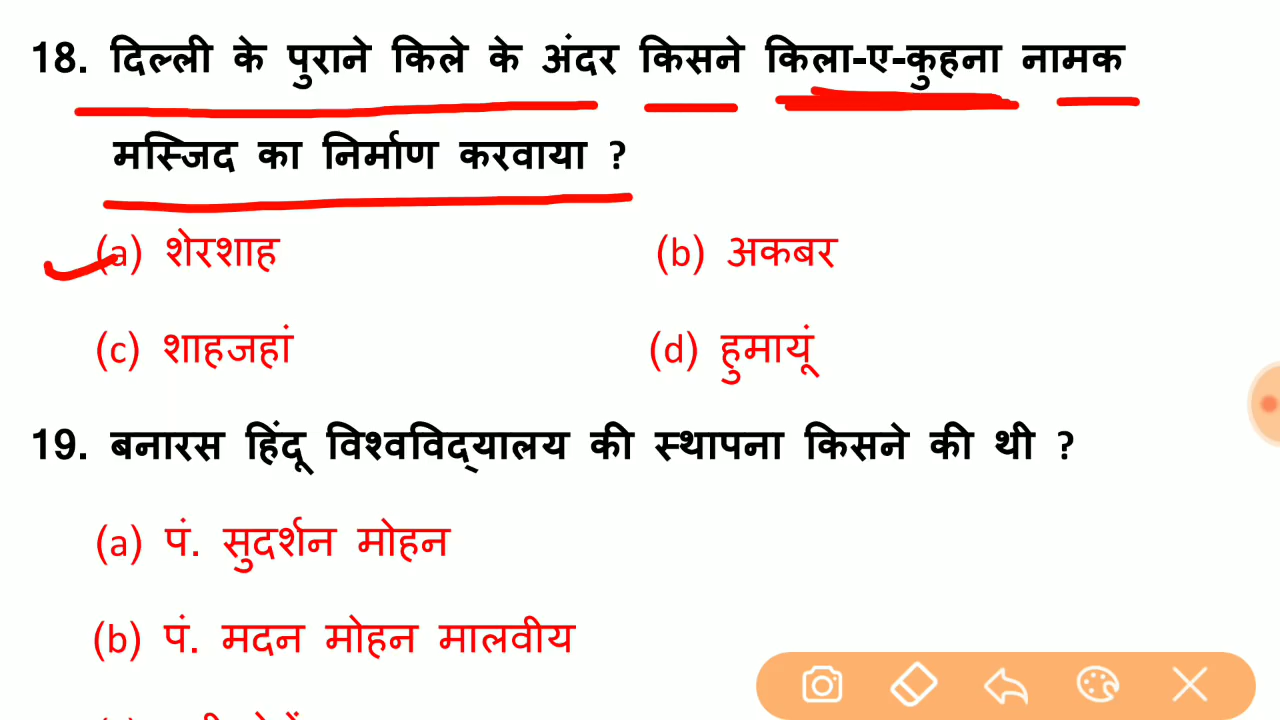 18. दिल्ली के पुराने किले के अंदर किसने किला-ए-कुहना नामक
मस्जिद का निर्माण करवाया ?
(a) शेरशाह (b) अकबर
(c) शाहजहां (d) हुमायूं
19. बनारस हिंदू विश्वविद्यालय की स्थापना किसने की थी ?
(a) पं. सुदर्शन मोहन
(b) पं. मदन मोहन मालवीय